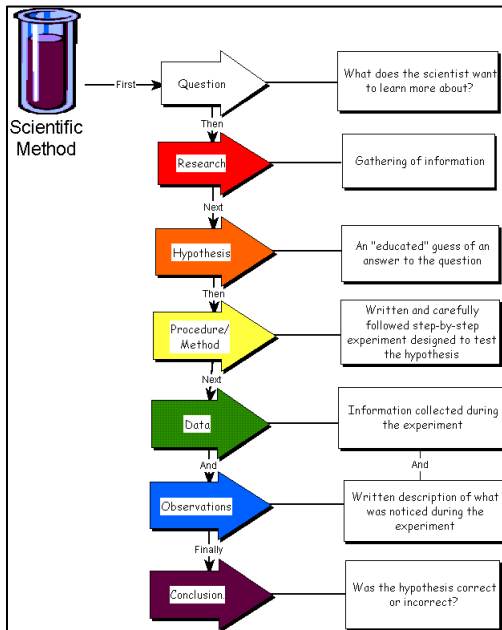 Scientific
Method
First
Question
What does the scientist want
to learn more about?
Then
Research
Gathering of information
Next
Hypothesis
An "educated" guess of an
answer to the question
Then
Procedure/
Method
Written and carefully
followed step-by-step
experiment designed to test
the hypothesis
Next
Data
Information collected during
the experiment
And
And
Observations
Written description of what
was noticed during the
experiment
Finally
Conclusion.
Was the hypothesis correct
or incorrect?